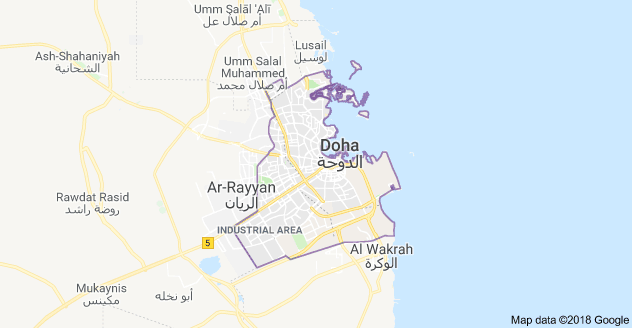 Umm Şalāl 'Alī
أم صلال عل
Lusail
لوسيل
Ash-Shahaniyah
الشحانية
Umm Salal
Muhammed
أم صلال محمد
Doha
الدوحة
Ar-Rayyan
الريان
Rawdat Rasid
روضة راشد
INDUSTRIAL AREA
5
Al Wakrah
الوكرة
Mukaynis
مكينس
أبو نخله
Map data ©2018 Google